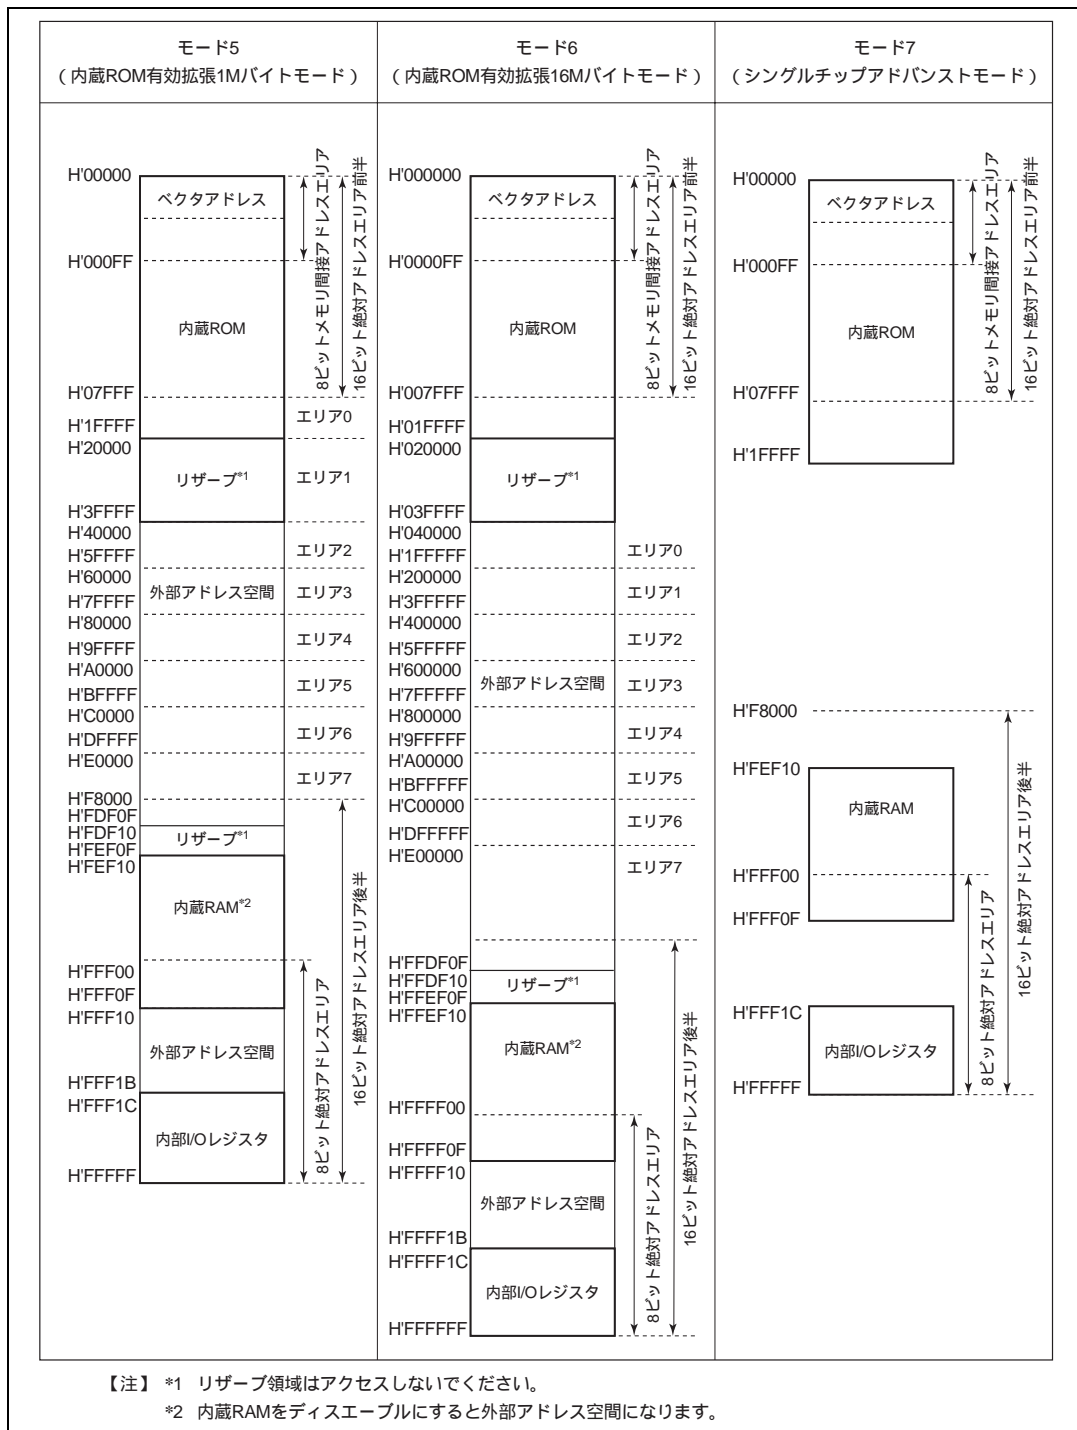 モード5
（内蔵ROM有効拡張1Mバイトモード）
H'00000
ベクタアドレス
H'000FF
内蔵ROM
H'07FFF
H'1FFFF
エリア0
H'20000
リザーブ*1
エリア1
H'3FFFF
H'40000
エリア2
H'5FFFF
H'60000
外部アドレス空間
エリア3
H'7FFFF
H'80000
エリア4
H'9FFFF
H'A0000
エリア5
H'BFFFF
H'C0000
エリア6
H'DFFFF
H'E0000
エリア7
H'F8000
H'FDF0F
H'FDF10
リザーブ*1
H'FEF0F
H'FEF10
内蔵RAM*2
H'FFF00
H'FFF0F
H'FFF10
外部アドレス空間
H'FFF1B
H'FFF1C
内部I/Oレジスタ
H'FFFFF
8ビットメモリ間接アドレスエリア
16ビット絶対アドレスエリア前半
8ビット絶対アドレスエリア
16ビット絶対アドレスエリア後半
モード6
（内蔵ROM有効拡張16Mバイトモード）
H'000000
ベクタアドレス
H'0000FF
内蔵ROM
H'007FFF
H'01FFFF
H'020000
リザーブ*1
H'03FFFF
H'040000
エリア0
H'1FFFFF
H'200000
エリア1
H'3FFFFF
H'400000
エリア2
H'5FFFFF
H'600000
外部アドレス空間
エリア3
H'7FFFFF
H'800000
エリア4
H'9FFFFF
H'A00000
エリア5
H'BFFFFF
H'C00000
エリア6
H'DFFFFF
H'E00000
エリア7
H'FFDF0F
H'FFDF10
リザーブ*1
H'FFEF0F
H'FFEF10
内蔵RAM*2
H'FFFF00
H'FFFF0F
H'FFFF10
外部アドレス空間
H'FFFF1B
H'FFFF1C
内部I/Oレジスタ
H'FFFFFF
8ビットメモリ間接アドレスエリア
16ビット絶対アドレスエリア前半
8ビット絶対アドレスエリア
16ビット絶対アドレスエリア後半
モード7
（シングルチップアドバンストモード）
H'00000
ベクタアドレス
H'000FF
内蔵ROM
H'07FFF
H'1FFFF
H'F8000
H'FEF10
内蔵RAM
H'FFF00
H'FFF0F
H'FFF1C
内部I/Oレジスタ
H'FFFFF
8ビットメモリ間接アドレスエリア
16ビット絶対アドレスエリア前半
8ビット絶対アドレスエリア
16ビット絶対アドレスエリア後半
【注】 *1 リザーブ領域はアクセスしないでください。
*2 内蔵RAMをディスエーブルにすると外部アドレス空間になります。